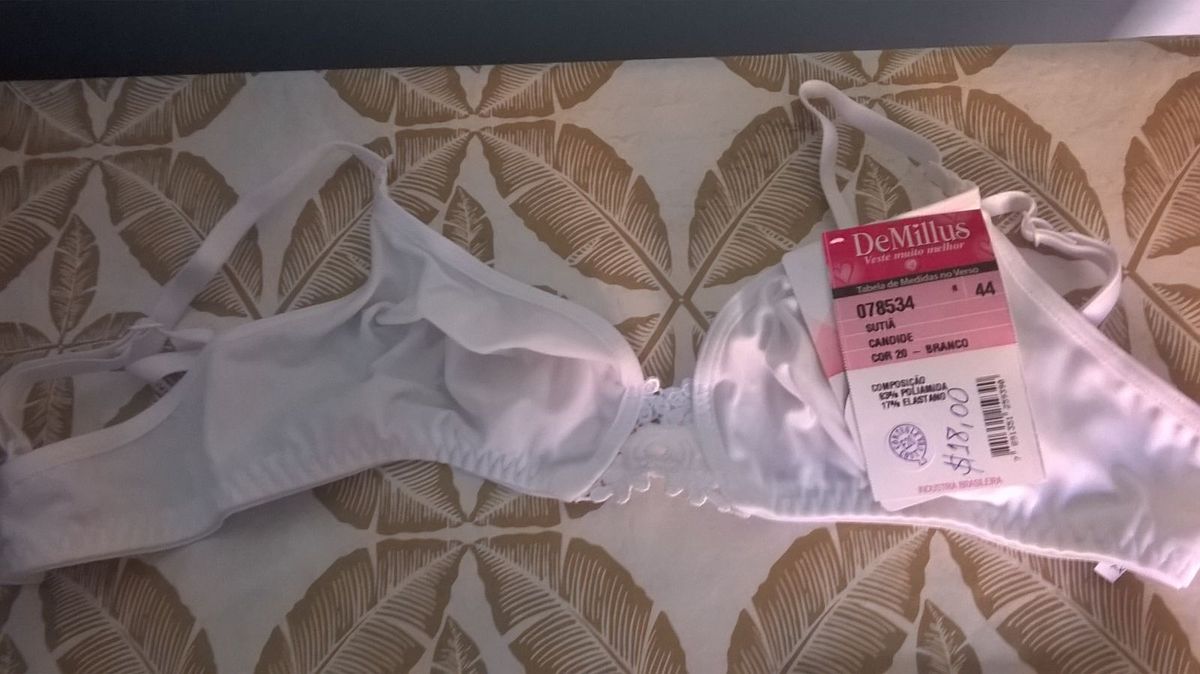 DeMillus
Veste muito melhor
Tabela de Medidas no Verso
078534 44
SUTIÃ
CANDIDE
COR 20 - BRANCO
COMPOSIÇÃO
83% POLIAMIDA
17% ELASTANO
$18,00
INDÚSTRIA BRASILEIRA